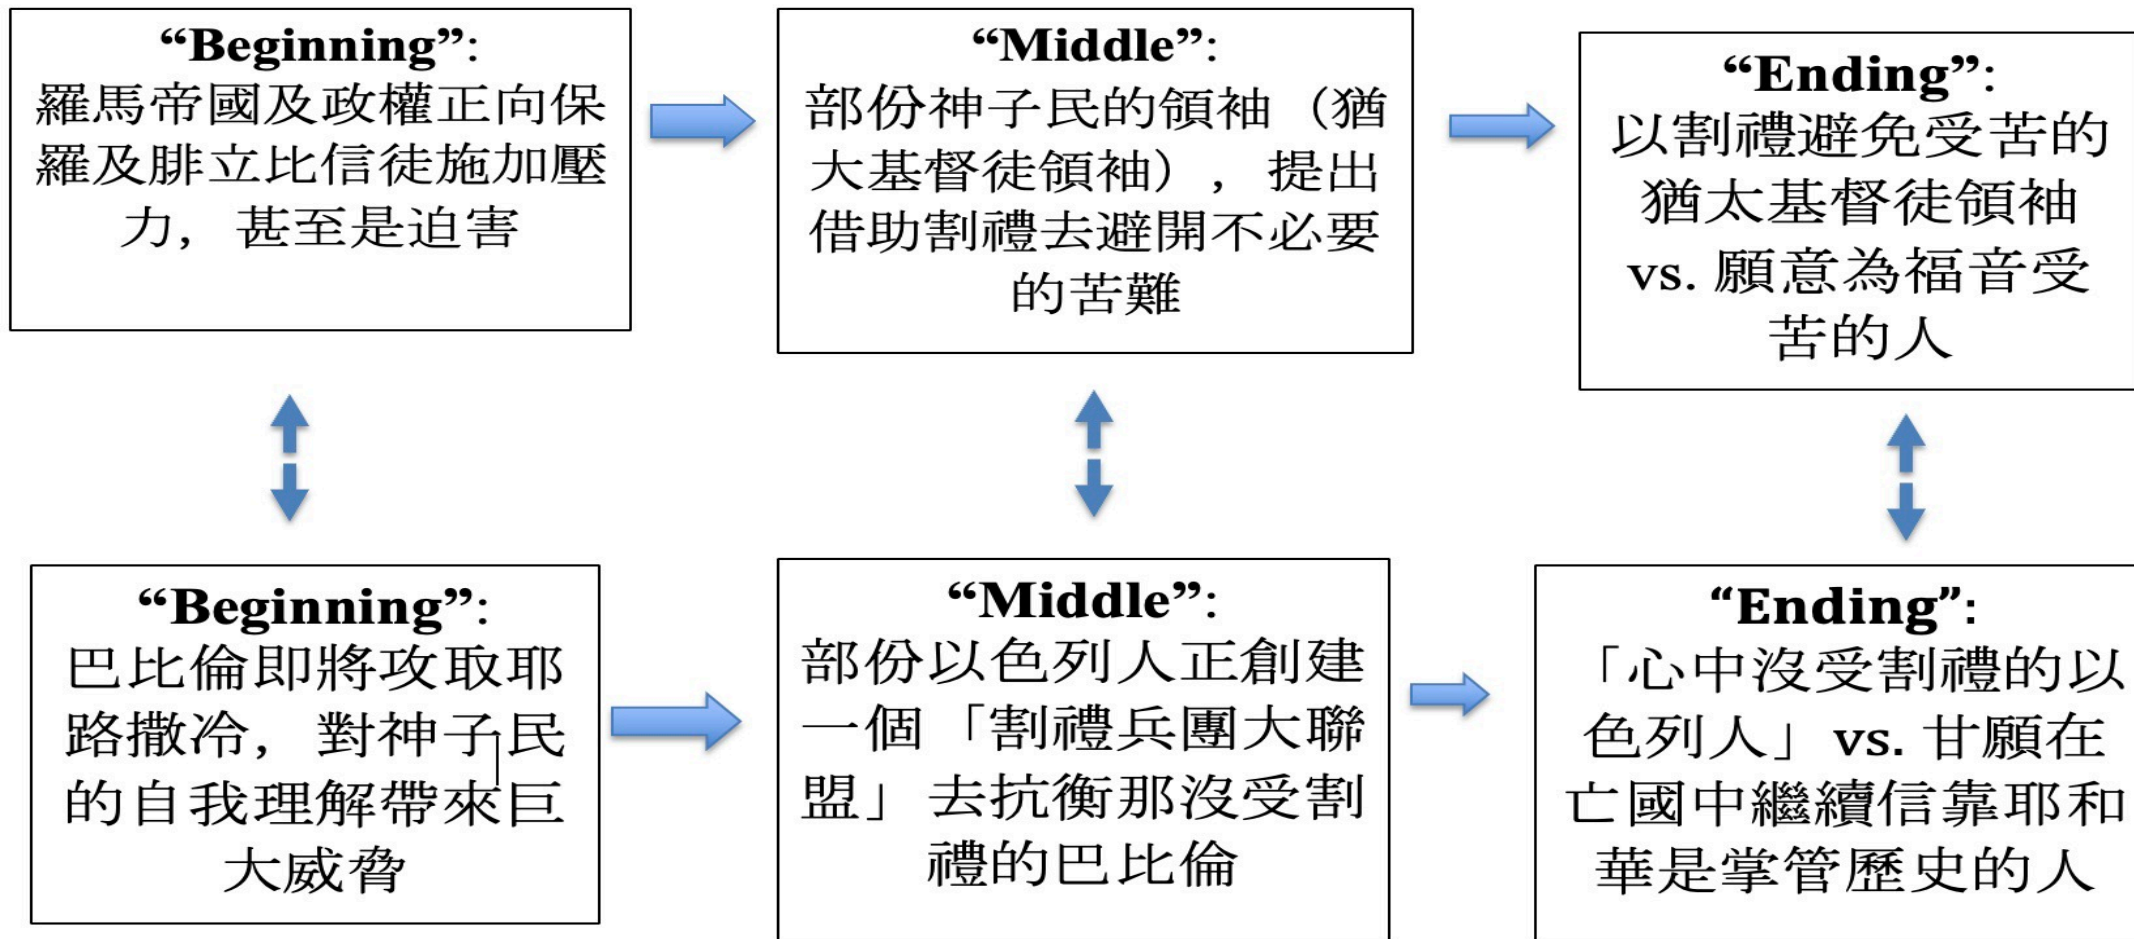 “Beginning”:
羅馬帝國及政權正向保
羅及腓立比信徒施加壓
力，甚至是迫害
“Middle”:
部份神子民的領袖（猶
大基督徒領袖），提出
借助割禮去避開不必要
的苦難
“Ending”:
以割禮避免受苦的
猶太基督徒領袖
vs. 願意為福音受
苦的人
“Beginning”:
巴比倫即將攻取耶
路撒冷，對神子民
的自我理解帶來巨
大威脅
“Middle”:
部份以色列人正創建
一個「割禮兵團大聯
盟」去抗衡那沒受割
禮的巴比倫
“Ending”:
「心中沒受割禮的以
色列人」vs. 甘願在
亡國中繼續信靠耶和
華是掌管歷史的人